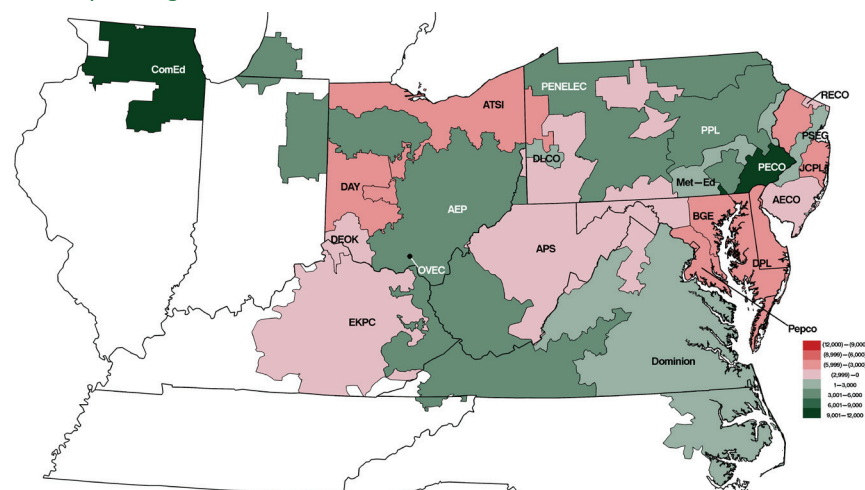 ComEd
RECO
PENELEC
ATSI
PPL
PSEG
DLCO
PECO
JCPL
Met-Ed
DAY
AECO
AEP
BGE
DEOK
APS
DPL
OVEC
EKPC
Pepco
Dominion
(12,000)-(9,000)
(8,999)-(6,000)
(5,999)-(3,000)
(2,999)-0
1-3,000
3,001-6,000
6,001-9,000
9,001-12,000